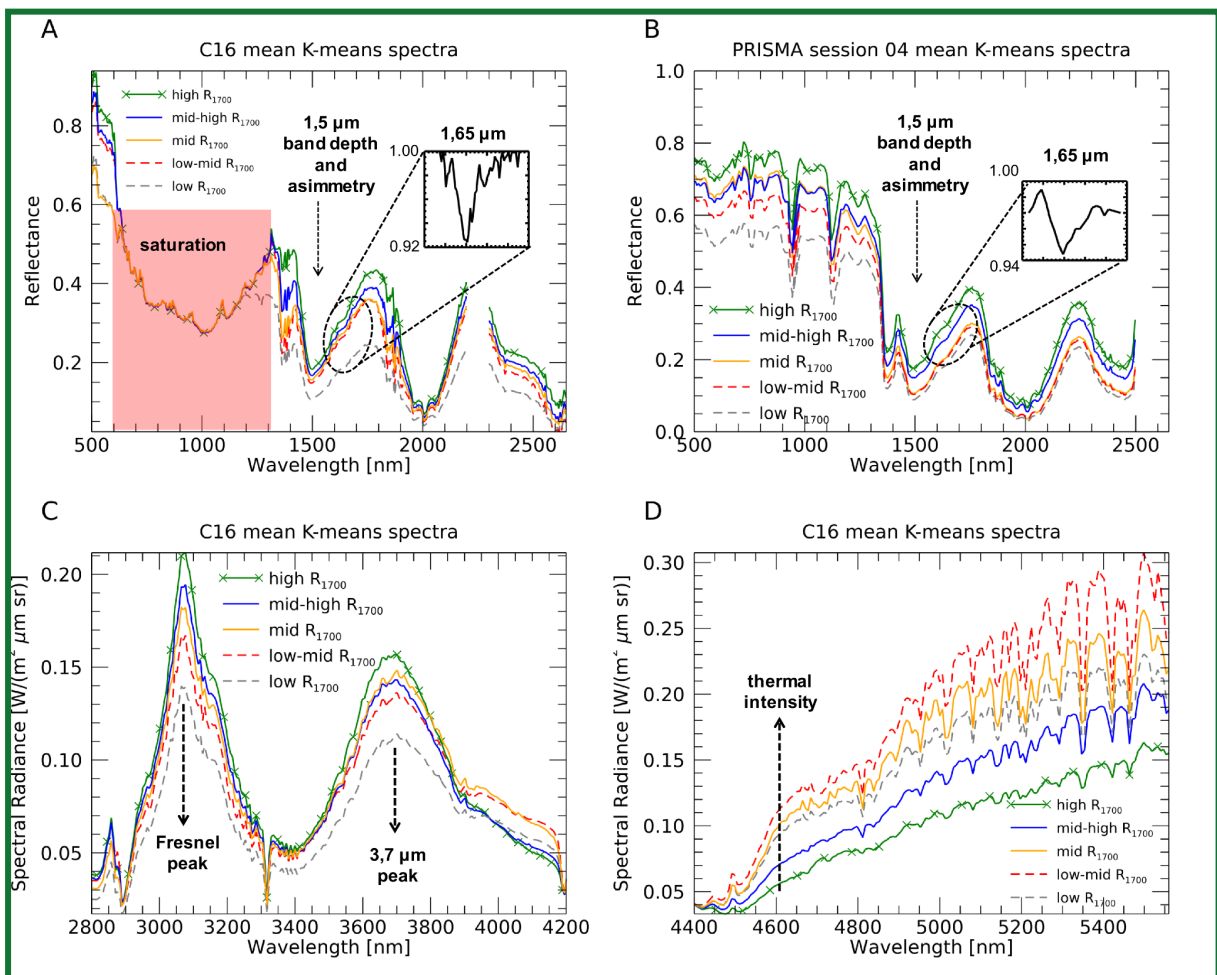 A
C16 mean K-means spectra
high R1700
mid-high R1700
mid R1700
low-mid R1700
low R1700
1,5 µm
band depth
and
asimmetry
1,65 µm
1.00
0.92
saturation
0.8
0.6
0.4
0.2
Reflectance
500 1000 1500 2000 2500
Wavelength [nm]
B
PRISMA session 04 mean K-means spectra
1,5 µm
band depth
and
asimmetry
1,65 µm
1.00
0.94
high R1700
mid-high R1700
mid R1700
low-mid R1700
low R1700
1.0
0.8
0.6
0.4
0.2
0.0
Reflectance
500 1000 1500 2000 2500
Wavelength [nm]
C
C16 mean K-means spectra
high R1700
mid-high R1700
mid R1700
low-mid R1700
low R1700
Fresnel
peak
3,7 µm
peak
0.20
0.15
0.10
0.05
Spectral Radiance [W/(m² µm sr)]
2800 3000 3200 3400 3600 3800 4000 4200
Wavelength [nm]
D
C16 mean K-means spectra
thermal
intensity
high R1700
mid-high R1700
mid R1700
low-mid R1700
low R1700
0.30
0.25
0.20
0.15
0.10
0.05
Spectral Radiance [W/(m² µm sr)]
4400 4600 4800 5000 5200 5400
Wavelength [nm]